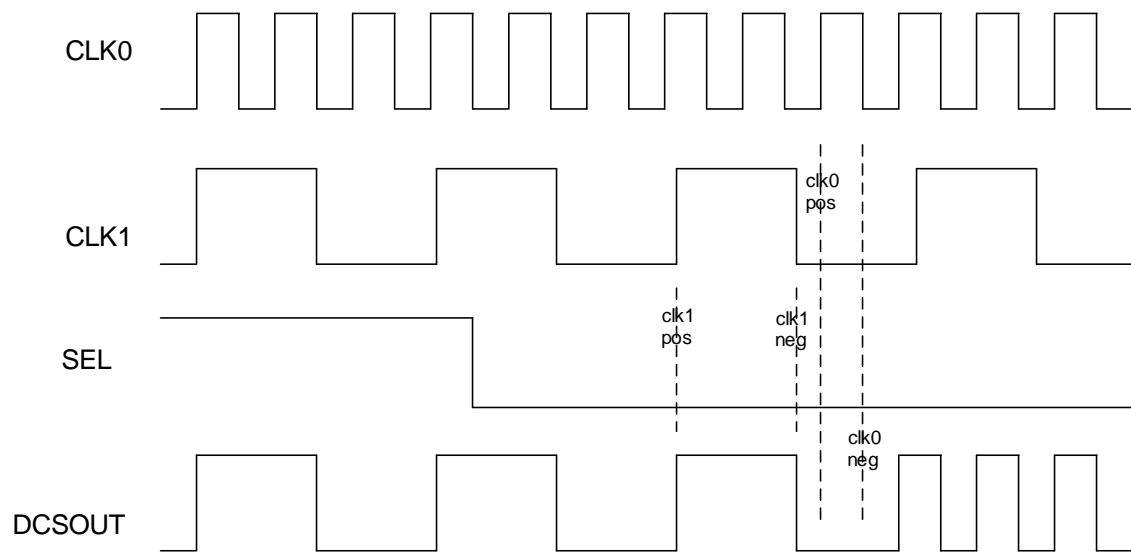 CLK0
CLK1
clk0
pos
SEL
clk1
pos
clk1
neg
clk0
neg
DCSOUT